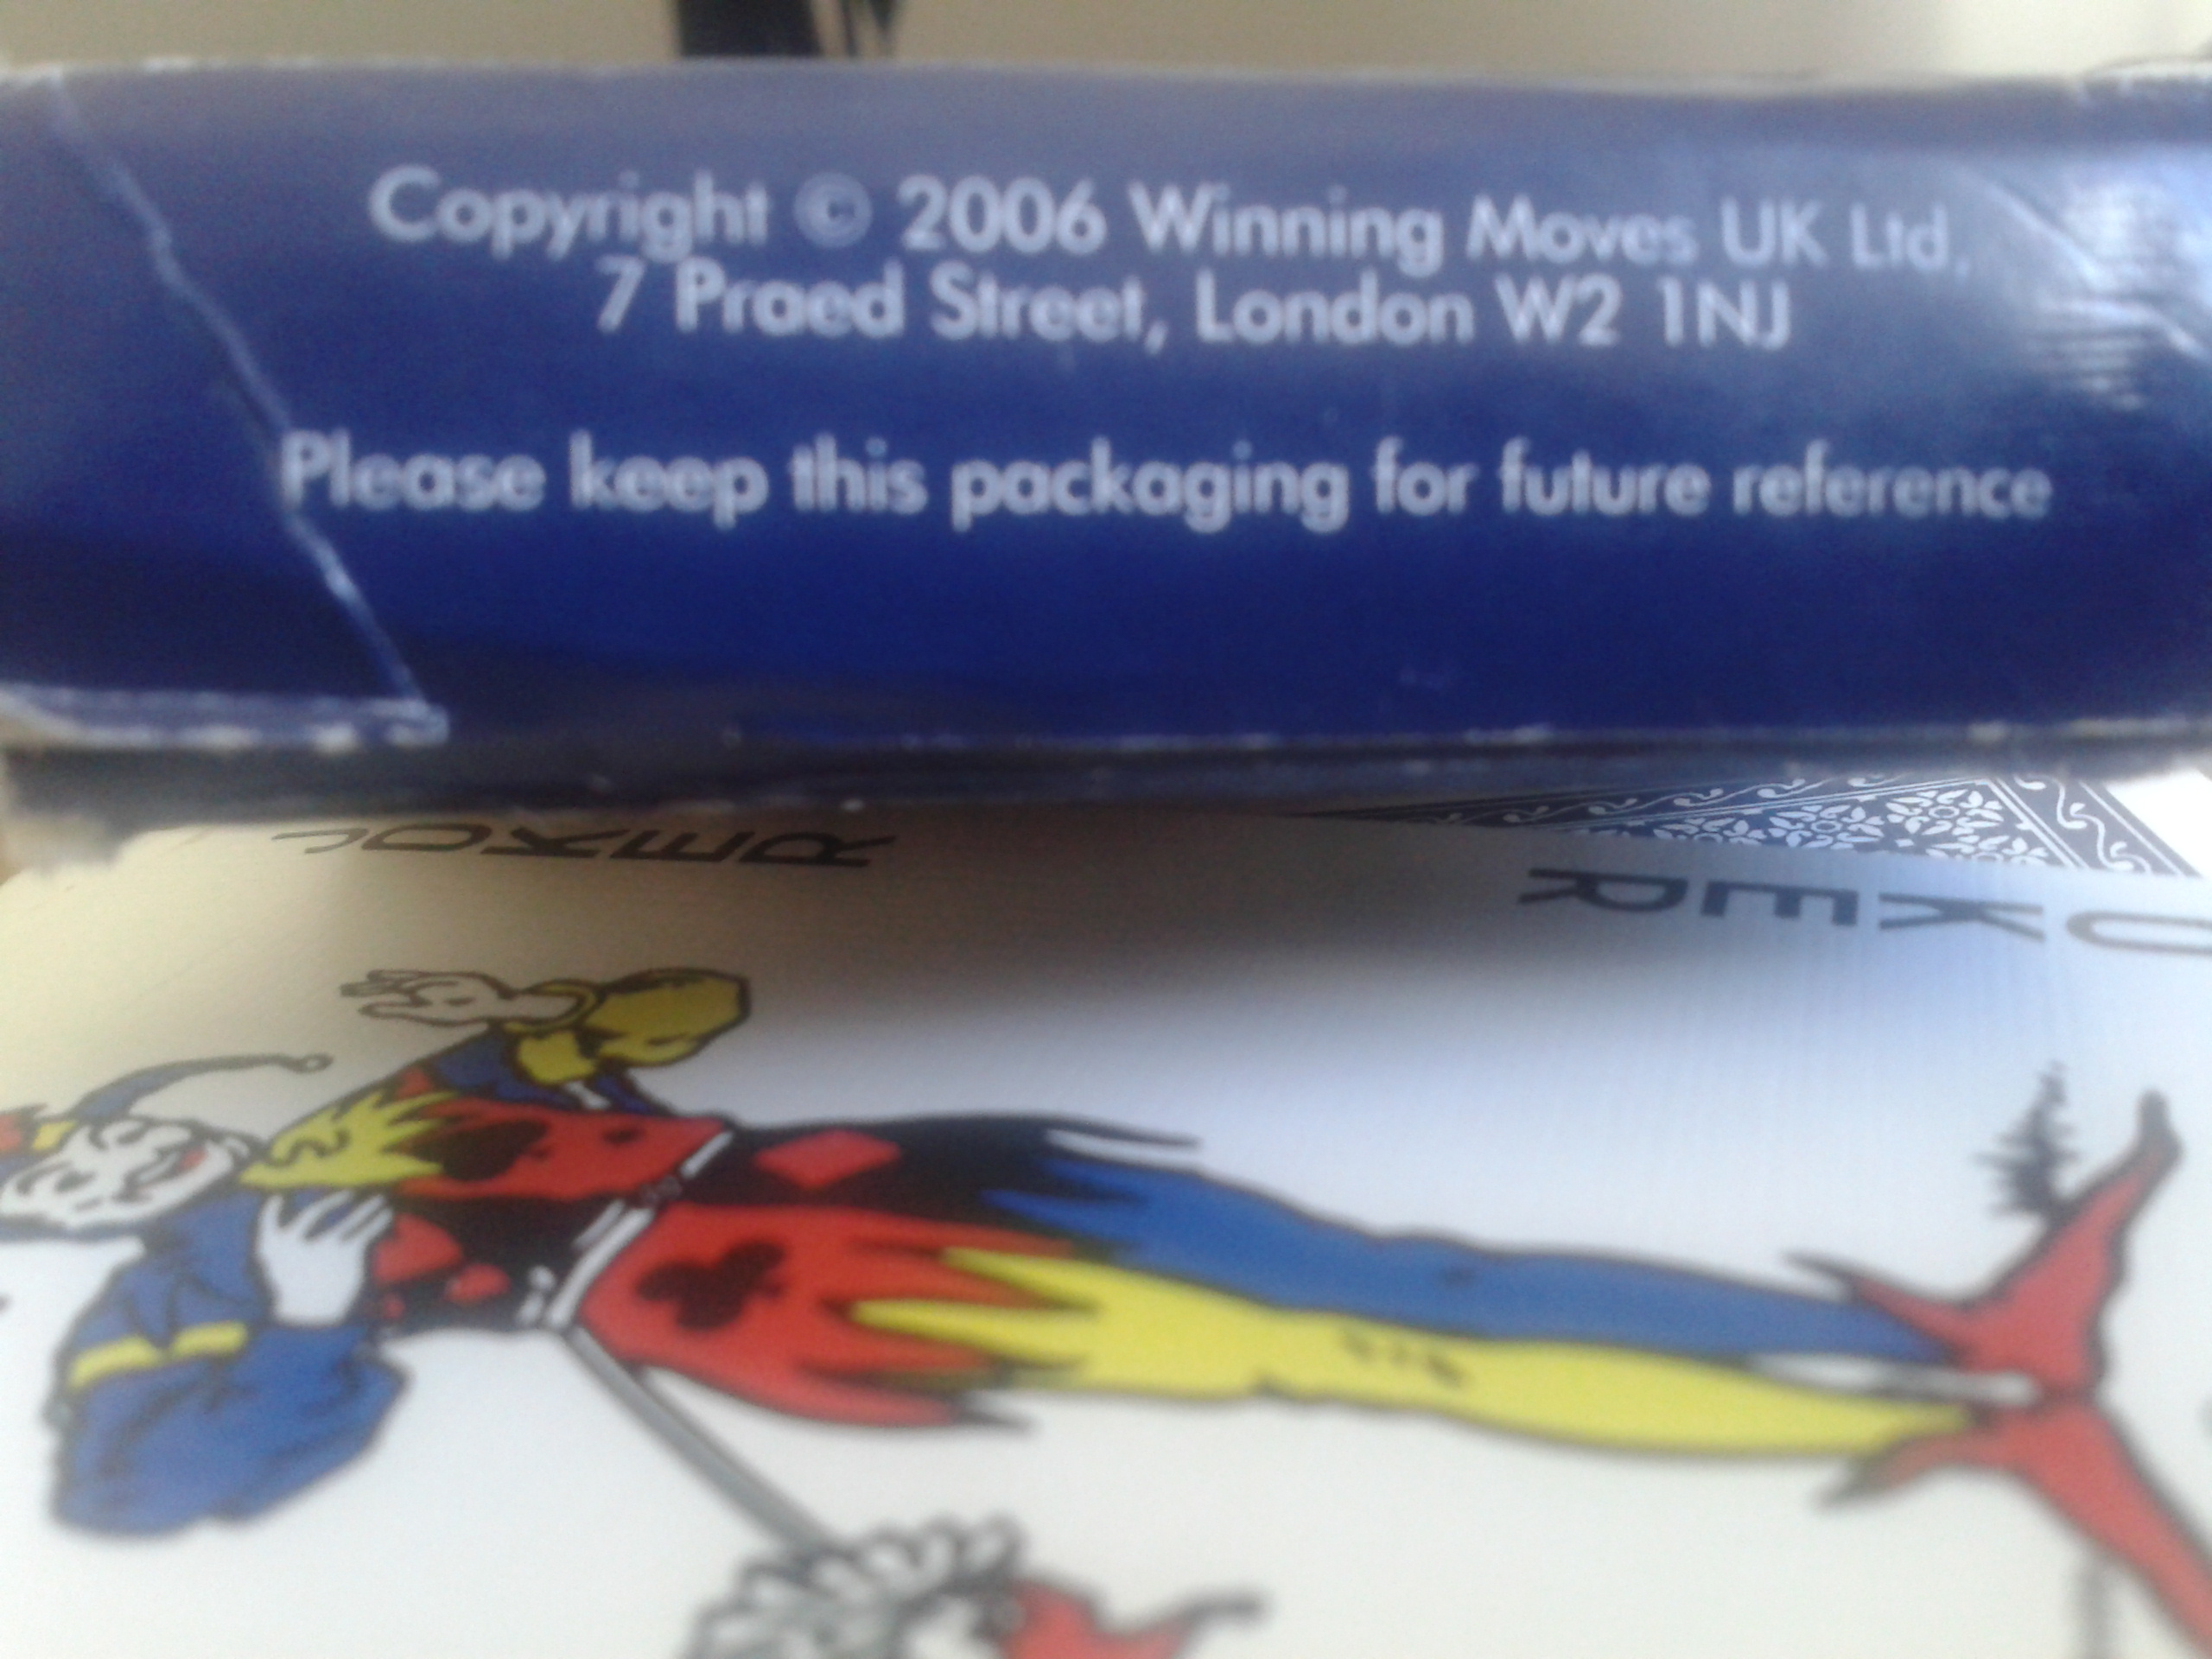 Copyright © 2006 Winning Moves UK Ltd.
7 Praed Street, London W2 1NJ
Please keep this packaging for future reference
JOKER
OKER